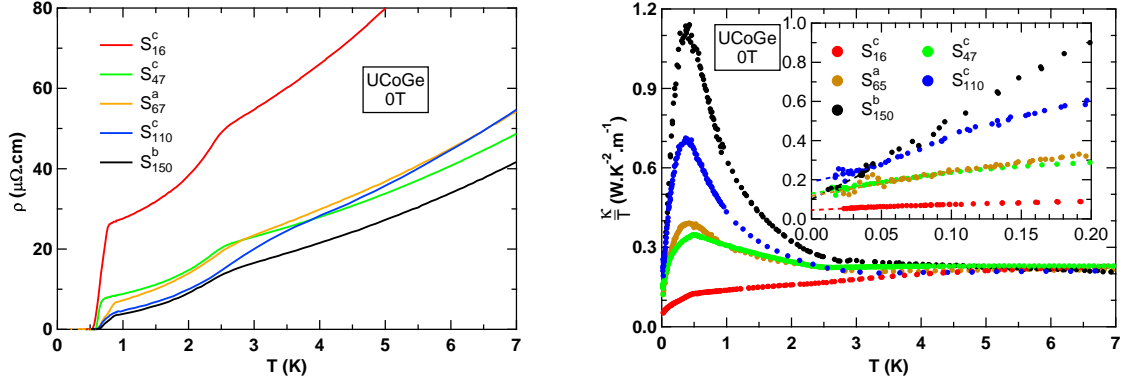 80
60
40
20
0
ρ (μΩ.cm)
0
1
2
3
4
5
6
7
T (K)
S^c_16
S^c_47
S^a_67
S^c_110
S^b_150
UCoGe
0T
1.2
0.9
0.6
0.3
0.0
κ/T (W.K^-2.m^-1)
0
1
2
3
4
5
6
7
T (K)
UCoGe
0T
1.0
0.8
0.6
0.4
0.2
0.0
0.00
0.05
0.10
0.15
0.20
S^c_16
S^c_47
S^a_65
S^c_110
S^b_150